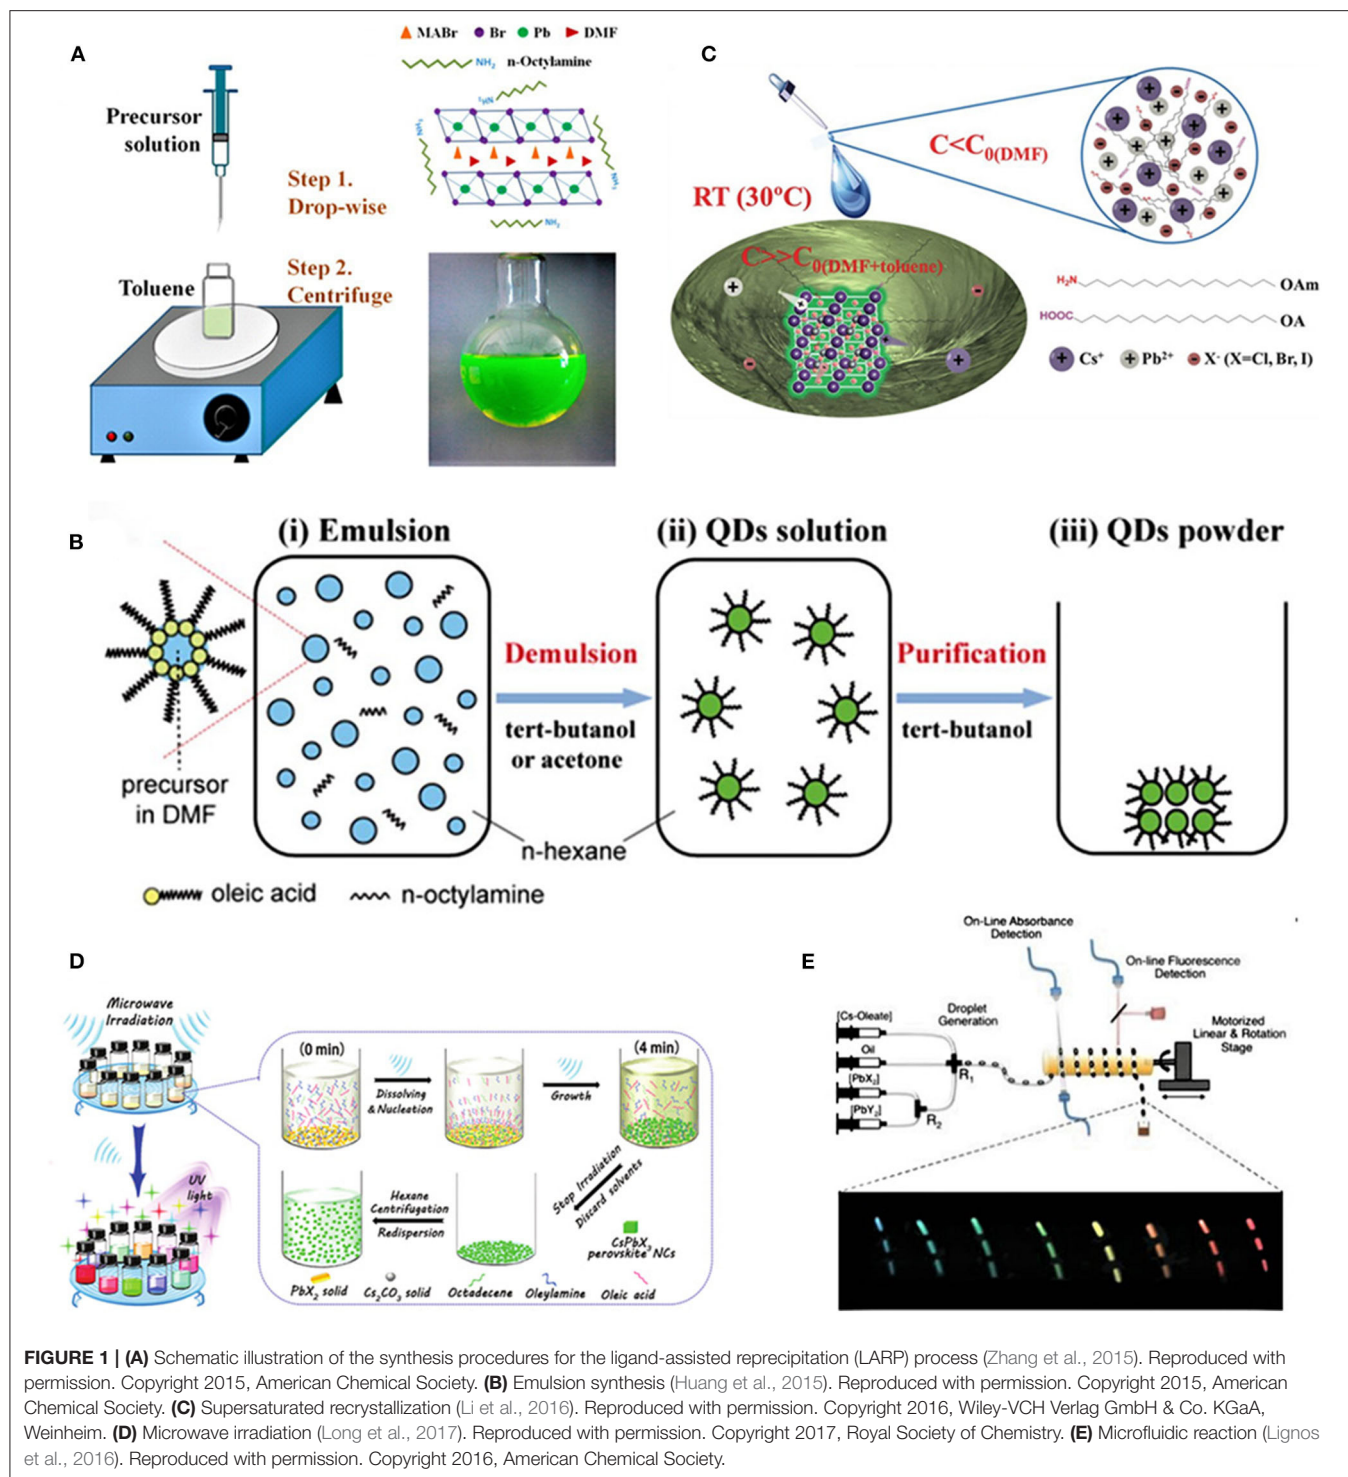 A
MABr Br Pb DMF
NH2 n-Octylamine
NH2
NH2
NH2
NH2
Precursor
solution
Step 1.
Drop-wise
Step 2.
Centrifuge
Toluene
C
C<C0(DMF)
RT (30°C)
C>>C0(DMF+toluene)
H2N OAm
HOOC OA
Cs+ Pb2+ X- (X=Cl, Br, I)
B
(i) Emulsion
(ii) QDs solution
(iii) QDs powder
Demulsion
tert-butanol
or acetone
Purification
tert-butanol
precursor
in DMF
n-hexane
oleic acid n-octylamine
D
Microwave
Irradiation
UV
light
(0 min)
Dissolving
& Nucleation
Growth
(4 min)
Stop Irradiation
Discard solvents
Hexane
Centrifugation
Redispersion
CsPbX3
perovskite NCs
PbX2 solid Cs2CO3 solid Octadecene Oleylamine Oleic acid
E
On-Line Absorbance
Detection
On-line Fluorescence
Detection
Droplet
Generation
Motorized
Linear & Rotation
Stage
[Cs-Oleate]
Oil
[PbX2]
[PbY2]
R1
R2
FIGURE 1 | (A) Schematic illustration of the synthesis procedures for the ligand-assisted reprecipitation (LARP) process (Zhang et al., 2015). Reproduced with
permission. Copyright 2015, American Chemical Society. (B) Emulsion synthesis (Huang et al., 2015). Reproduced with permission. Copyright 2015, American
Chemical Society. (C) Supersaturated recrystallization (Li et al., 2016). Reproduced with permission. Copyright 2016, Wiley-VCH Verlag GmbH & Co. KGaA,
Weinheim. (D) Microwave irradiation (Long et al., 2017). Reproduced with permission. Copyright 2017, Royal Society of Chemistry. (E) Microfluidic reaction (Lignos
et al., 2016). Reproduced with permission. Copyright 2016, American Chemical Society.